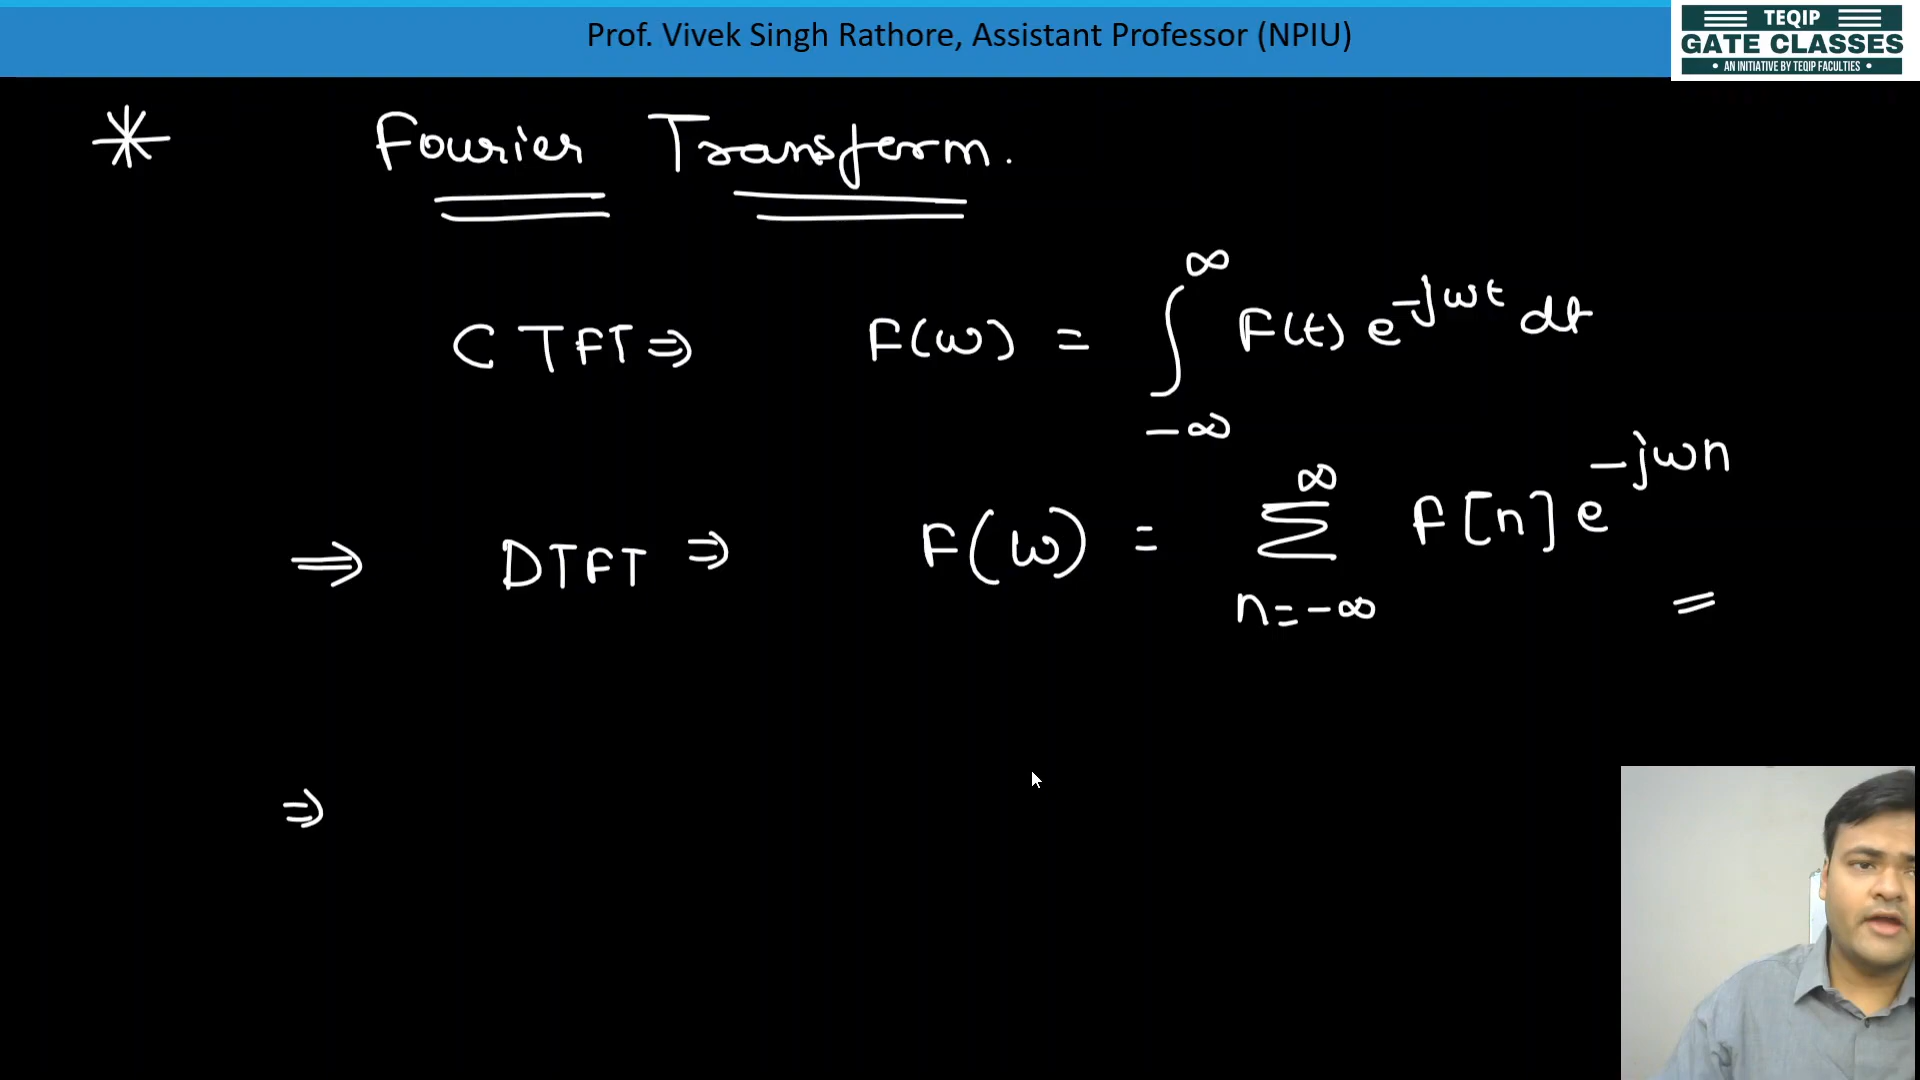 Prof. Vivek Singh Rathore, Assistant Professor (NPIU)
TEQIP
GATE CLASSES
• AN INITIATIVE BY TEQIP FACULTIES •
* Fourier Transform.
CTFT ⇒ F(ω) = ∫_{-∞}^{∞} F(t) e^{-jωt} dt
⇒ DTFT ⇒ F(ω) = Σ_{n=-∞}^{∞} F[n] e^{-jωn}
=
⇒